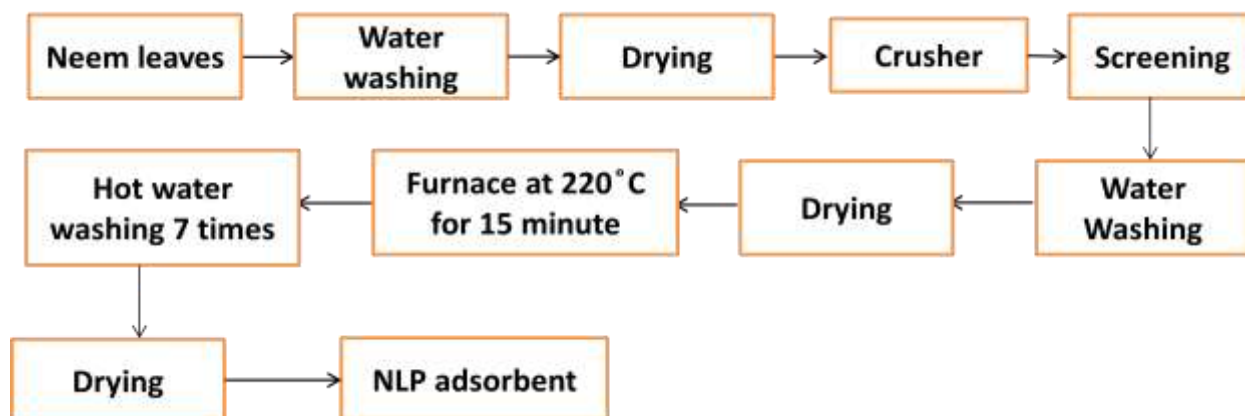 Neem leaves
Water
washing
Drying
Crusher
Screening
Water
Washing
Drying
Furnace at 220˚C
for 15 minute
Hot water
washing 7 times
Drying
NLP adsorbent